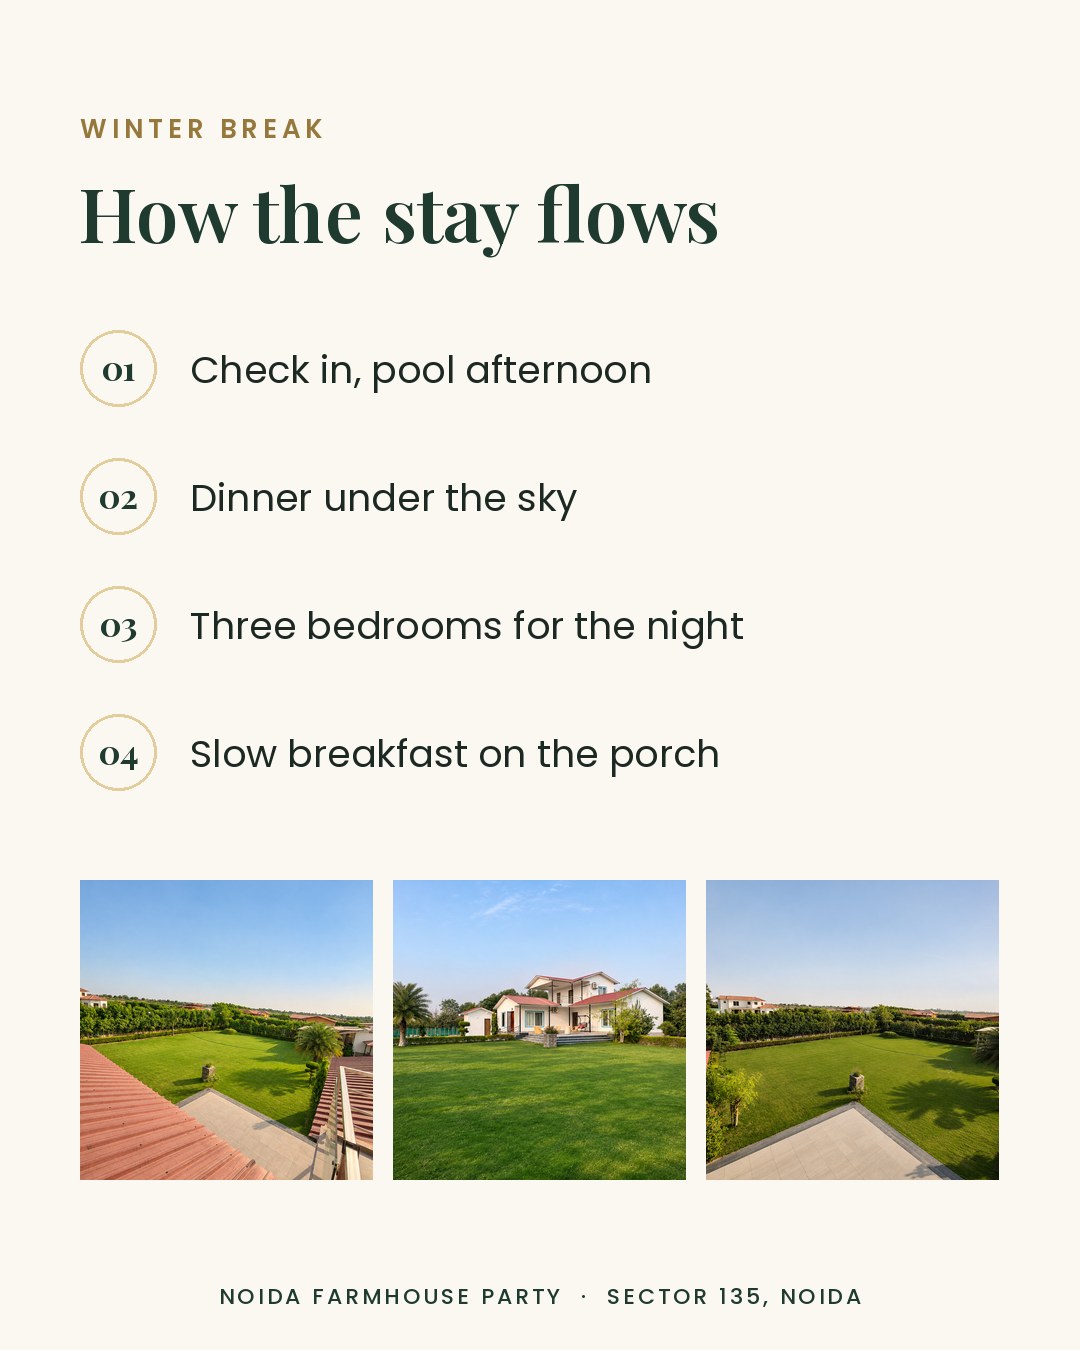 WINTER BREAK
How the stay flows
01 Check in, pool afternoon
02 Dinner under the sky
03 Three bedrooms for the night
04 Slow breakfast on the porch
NOIDA FARMHOUSE PARTY · SECTOR 135, NOIDA